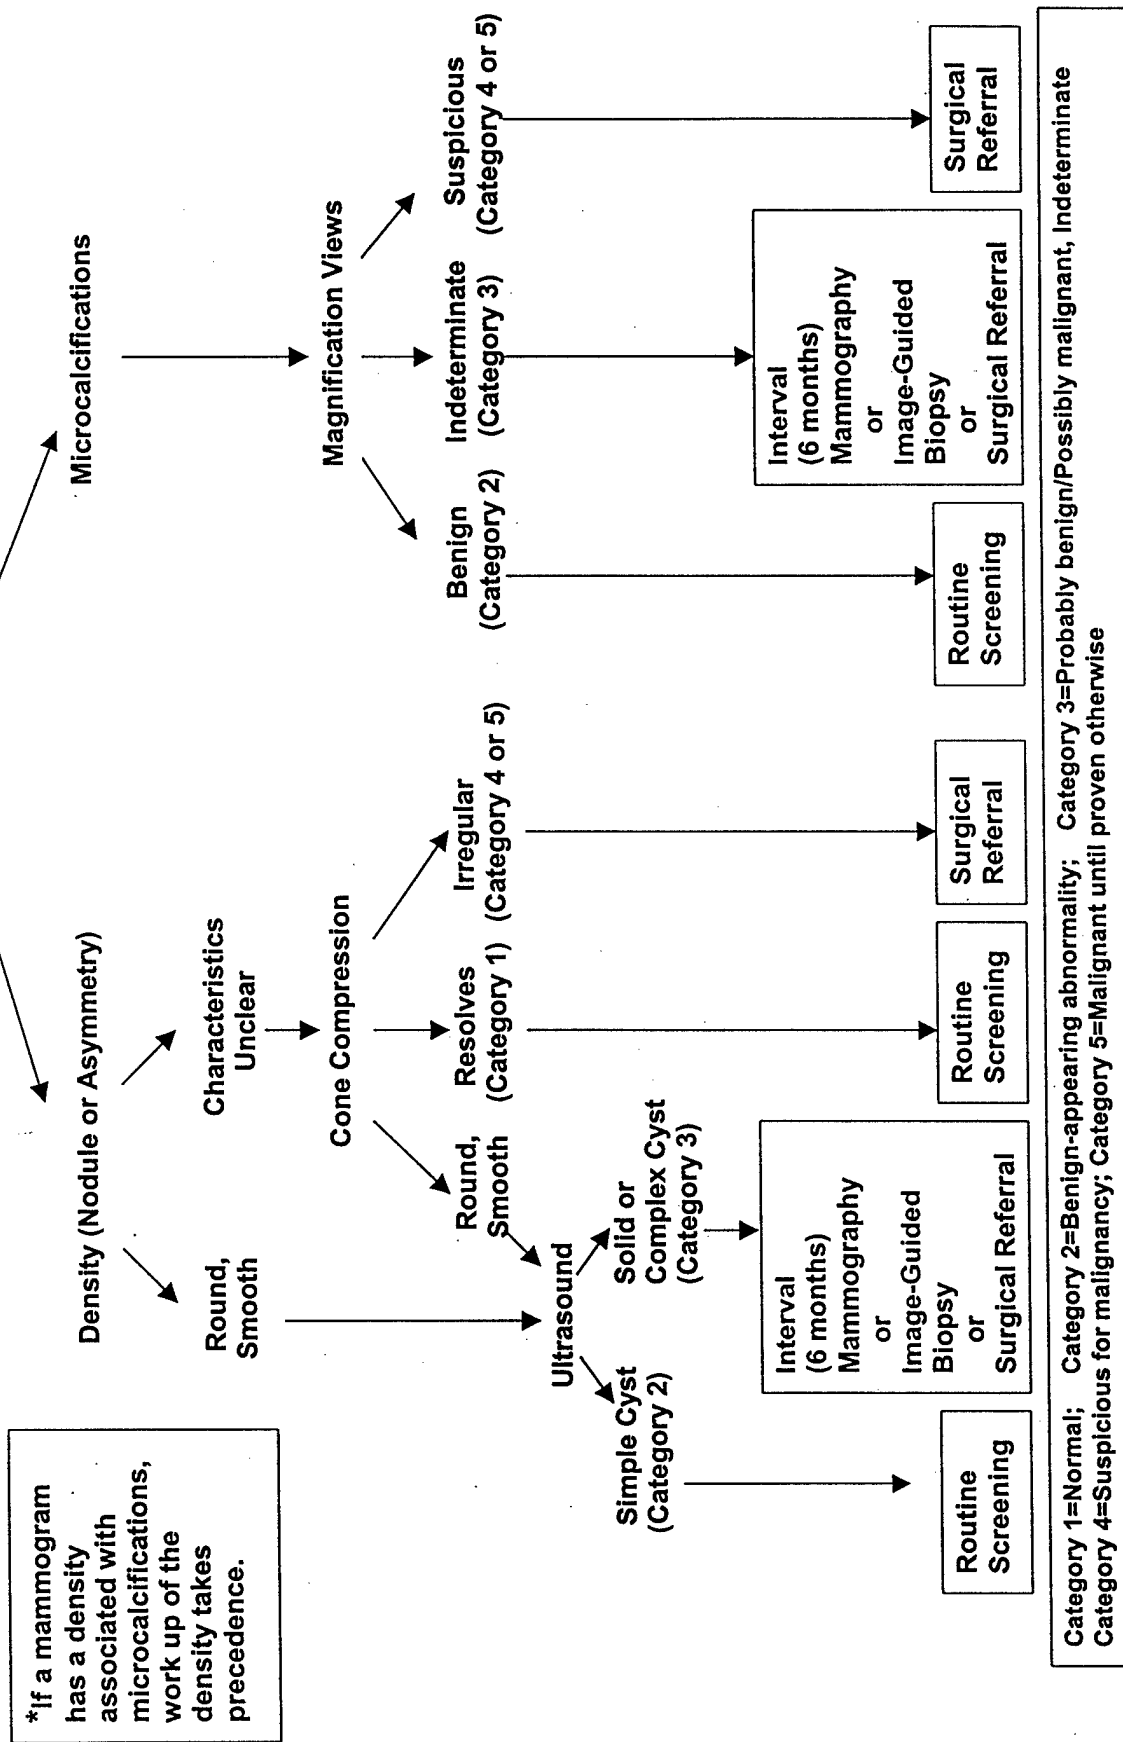 *If a mammogram
has a density
associated with
microcalcifications,
work up of the
density takes
precedence.
Density (Nodule or Asymmetry)
Microcalcifications
Round,
Smooth
Characteristics
Unclear
Cone Compression
Magnification Views
Round,
Smooth
Resolves
(Category 1)
Irregular
(Category 4 or 5)
Benign
(Category 2)
Indeterminate
(Category 3)
Suspicious
(Category 4 or 5)
Ultrasound
Simple Cyst
(Category 2)
Solid or
Complex Cyst
(Category 3)
Routine
Screening
Interval
(6 months)
Mammography
or
Image-Guided
Biopsy
or
Surgical Referral
Routine
Screening
Surgical
Referral
Routine
Screening
Interval
(6 months)
Mammography
or
Image-Guided
Biopsy
or
Surgical Referral
Surgical
Referral
Category 1=Normal; Category 2=Benign-appearing abnormality; Category 3=Probably benign/Possibly malignant, Indeterminate
Category 4=Suspicious for malignancy; Category 5=Malignant until proven otherwise